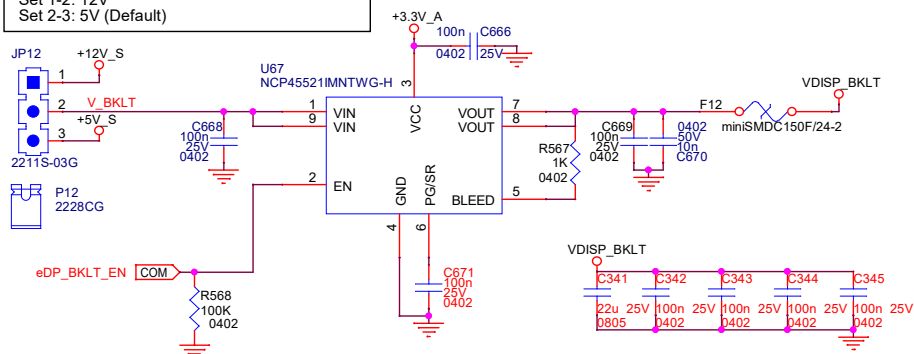 Set 1-2: 12V
Set 2-3: 5V (Default)
+3.3V_A
100n C666
0402 25V
JP12
+12V_S
1
2 V_BKLT
+5V_S
3
2211S-03G
P12
2228CG
U67
NCP45521IMNTWG-H
3
VCC
1 VIN
9 VIN
VOUT 7
VOUT 8
2 EN
GND
PG/SR
BLEED 5
4
6
C668
100n
25V
0402
R567
1K
0402
C669
100n
25V
0402
0402
50V
10n
C670
F12
miniSMDC150F/24-2
VDISP_BKLT
eDP_BKLT_EN COM
R568
100K
0402
C671
100n
25V
0402
VDISP_BKLT
C341 C342 C343 C344 C345
22u 25V 100n 25V 100n 25V 100n 25V 100n 25V
0805 0402 0402 0402 0402